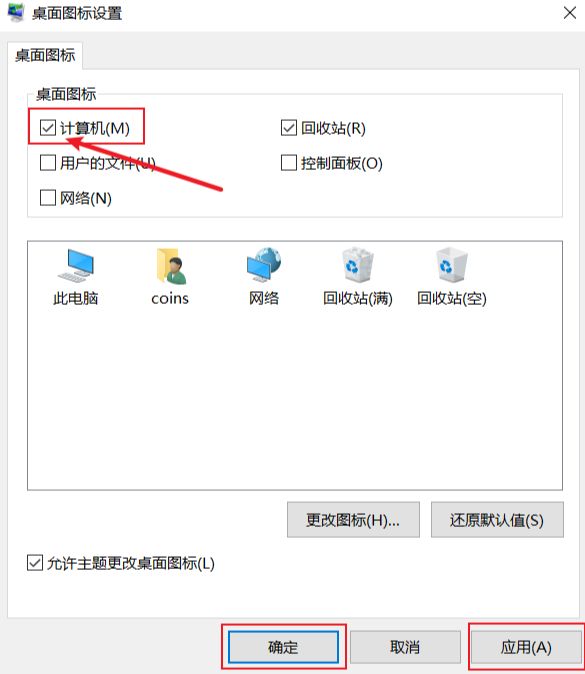 桌面图标设置
桌面图标
桌面图标
计算机(M)
回收站(R)
用户的文件(U)
控制面板(O)
网络(N)
此电脑
coins
网络
回收站(满)
回收站(空)
更改图标(H)...
还原默认值(S)
允许主题更改桌面图标(L)
确定
取消
应用(A)